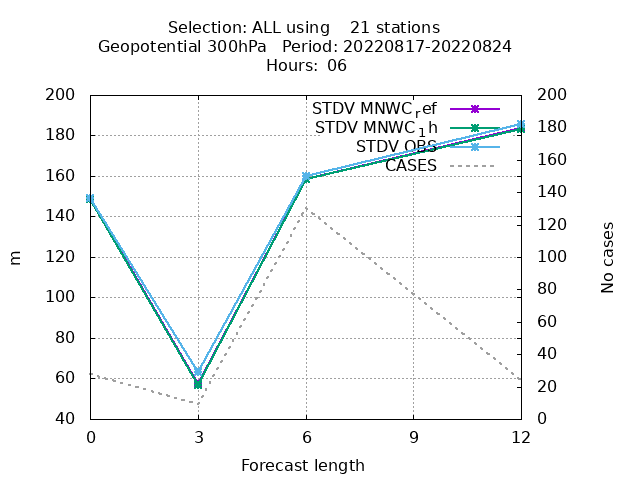 Selection: ALL using    21 stations
Geopotential 300hPa   Period: 20220817-20220824
Hours:  06
200 200
STDV MNWC_ref
180 180
STDV MNWC_1h
STDV OBS
160 160
CASES
140 140
120 120
m
100 100
No cases
80 80
60 60
40 40
20
0
0 3 6 9 12
Forecast length